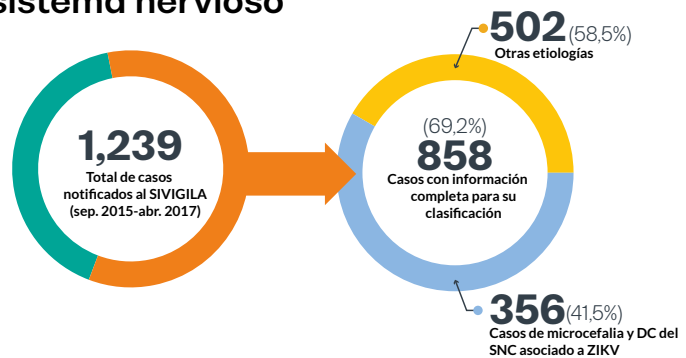 sistema nervioso
502 (58,5%)
Otras etiologías
1,239
Total de casos
notificados al SIVIGILA
(sep. 2015-abr. 2017)
(69,2%)
858
Casos con información
completa para su
clasificación
356 (41,5%)
Casos de microcefalia y DC del
SNC asociado a ZIKV